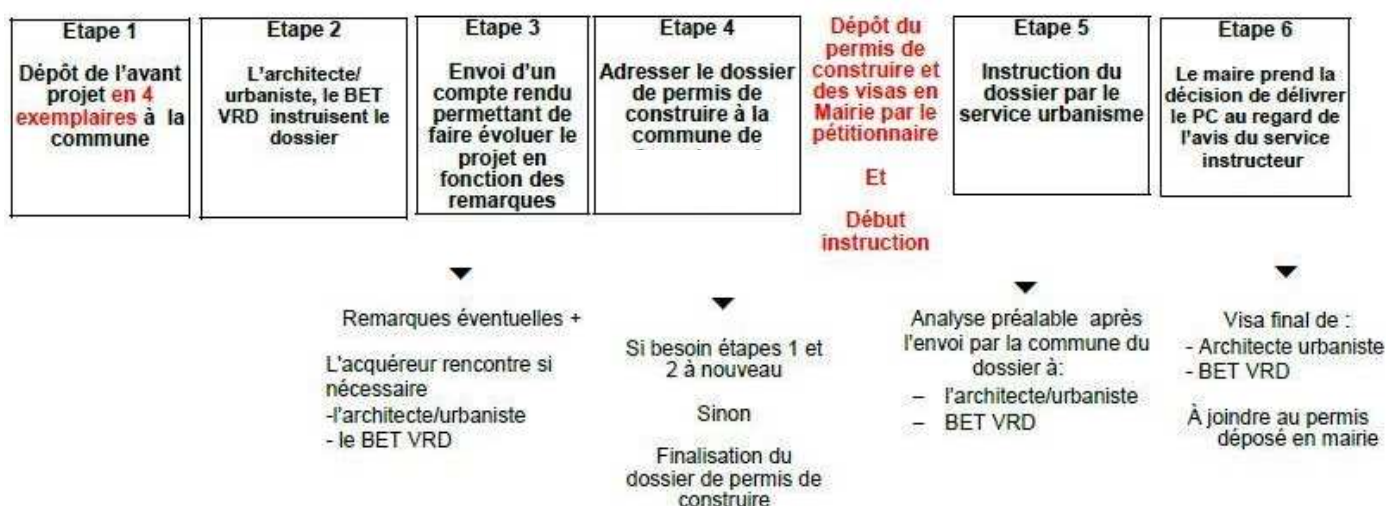 Etape 1
Dépôt de l'avant
projet en 4
exemplaires à la
commune
Etape 2
L'architecte/
urbaniste, le BET
VRD instruisent le
dossier
Etape 3
Envoi d'un
compte rendu
permettant de
faire évoluer le
projet en
fonction des
remarques
Etape 4
Adresser le dossier
de permis de
construire à la
commune de
Dépôt du
permis de
construire et
des visas en
Mairie par le
pétitionnaire
Et
Début
instruction
Etape 5
Instruction du
dossier par le
service urbanisme
Etape 6
Le maire prend la
décision de délivrer
le PC au regard de
l'avis du service
instructeur
Remarques éventuelles +
L'acquéreur rencontre si
nécessaire
-l'architecte/urbaniste
- le BET VRD
Si besoin étapes 1 et
2 à nouveau
Sinon
Finalisation du
dossier de permis de
construire
Analyse préalable après
l'envoi par la commune du
dossier à:
– l'architecte/urbaniste
– BET VRD
Visa final de :
- Architecte urbaniste
- BET VRD
À joindre au permis
déposé en mairie